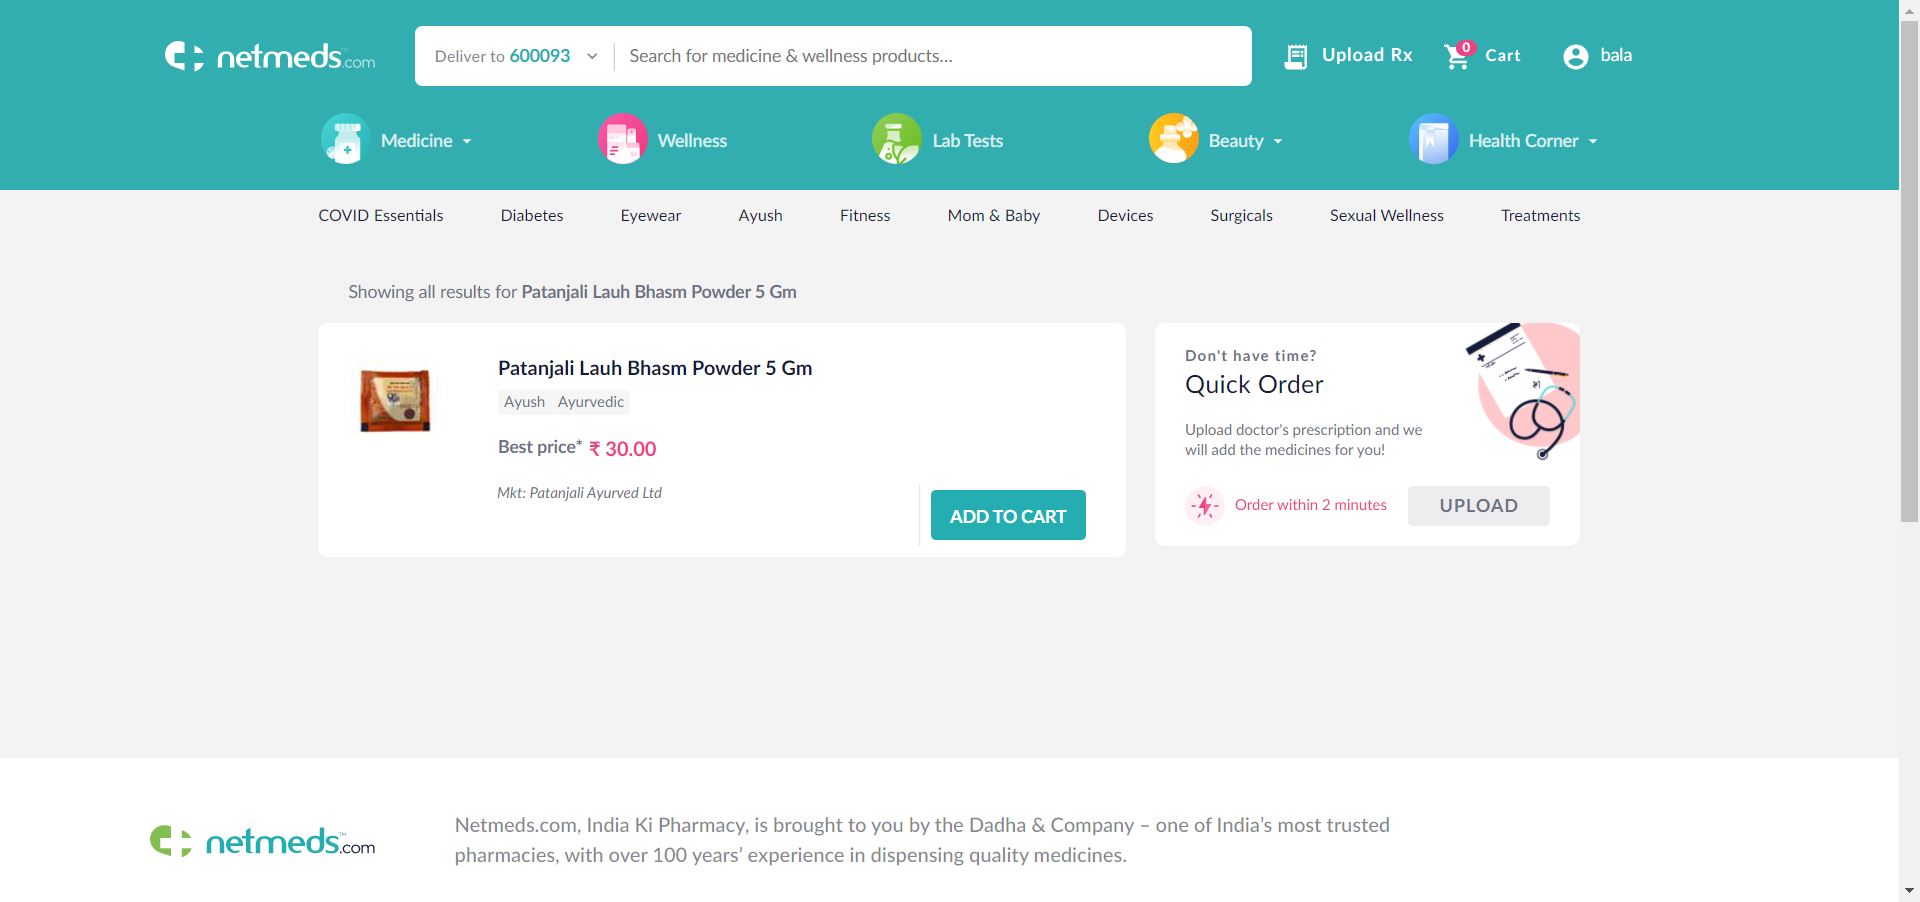 netmeds.com
Deliver to 600093
Search for medicine & wellness products...
Upload Rx
0
Cart
bala
Medicine
Wellness
Lab Tests
Beauty
Health Corner
COVID Essentials
Diabetes
Eyewear
Ayush
Fitness
Mom & Baby
Devices
Surgicals
Sexual Wellness
Treatments
Showing all results for Patanjali Lauh Bhasm Powder 5 Gm
Patanjali Lauh Bhasm Powder 5 Gm
Ayush Ayurvedic
Best price* ₹ 30.00
Mkt: Patanjali Ayurved Ltd
ADD TO CART
Don't have time?
Quick Order
Upload doctor's prescription and we
will add the medicines for you!
Order within 2 minutes
UPLOAD
netmeds™.com
Netmeds.com, India Ki Pharmacy, is brought to you by the Dadha & Company – one of India’s most trusted
pharmacies, with over 100 years’ experience in dispensing quality medicines.